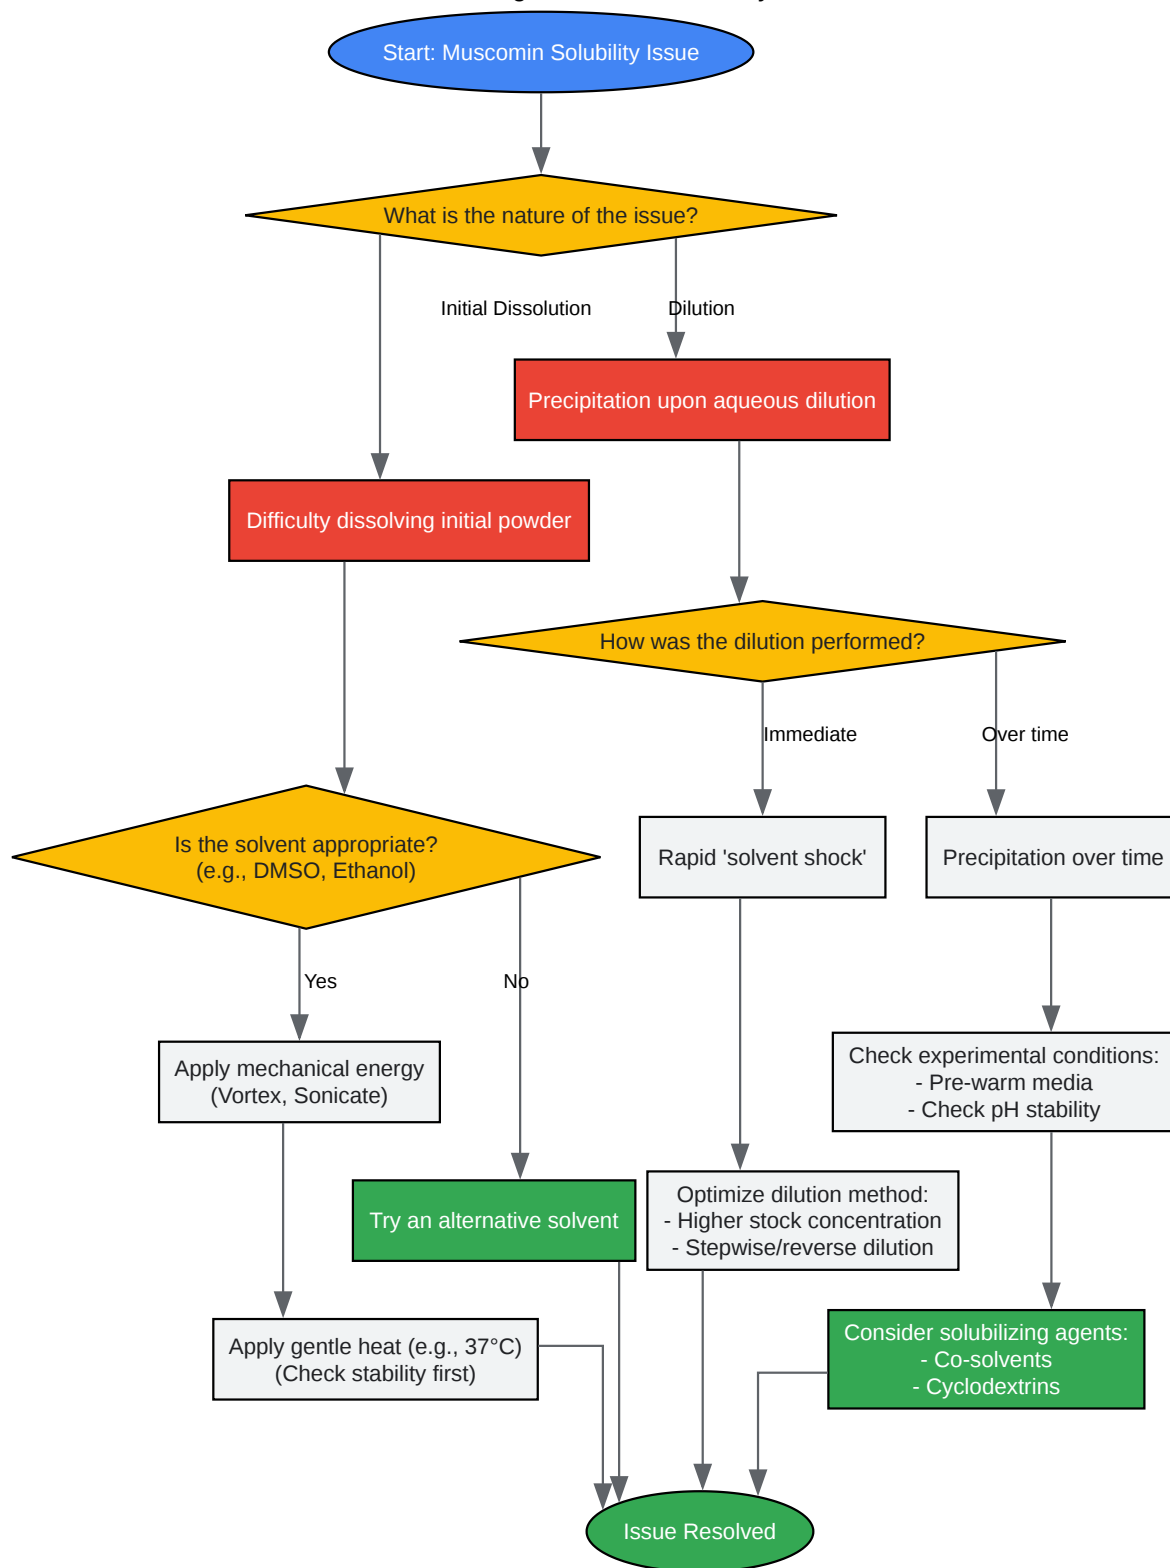 Start: Muscomin Solubility Issue
What is the nature of the issue?
Initial Dissolution
Dilution
Precipitation upon aqueous dilution
Difficulty dissolving initial powder
How was the dilution performed?
Immediate
Over time
Is the solvent appropriate?
(e.g., DMSO, Ethanol)
Rapid 'solvent shock'
Precipitation over time
Yes
No
Apply mechanical energy
(Vortex, Sonicate)
Check experimental conditions:
- Pre-warm media
- Check pH stability
Try an alternative solvent
Optimize dilution method:
- Higher stock concentration
- Stepwise/reverse dilution
Apply gentle heat (e.g., 37°C)
(Check stability first)
Consider solubilizing agents:
- Co-solvents
- Cyclodextrins
Issue Resolved